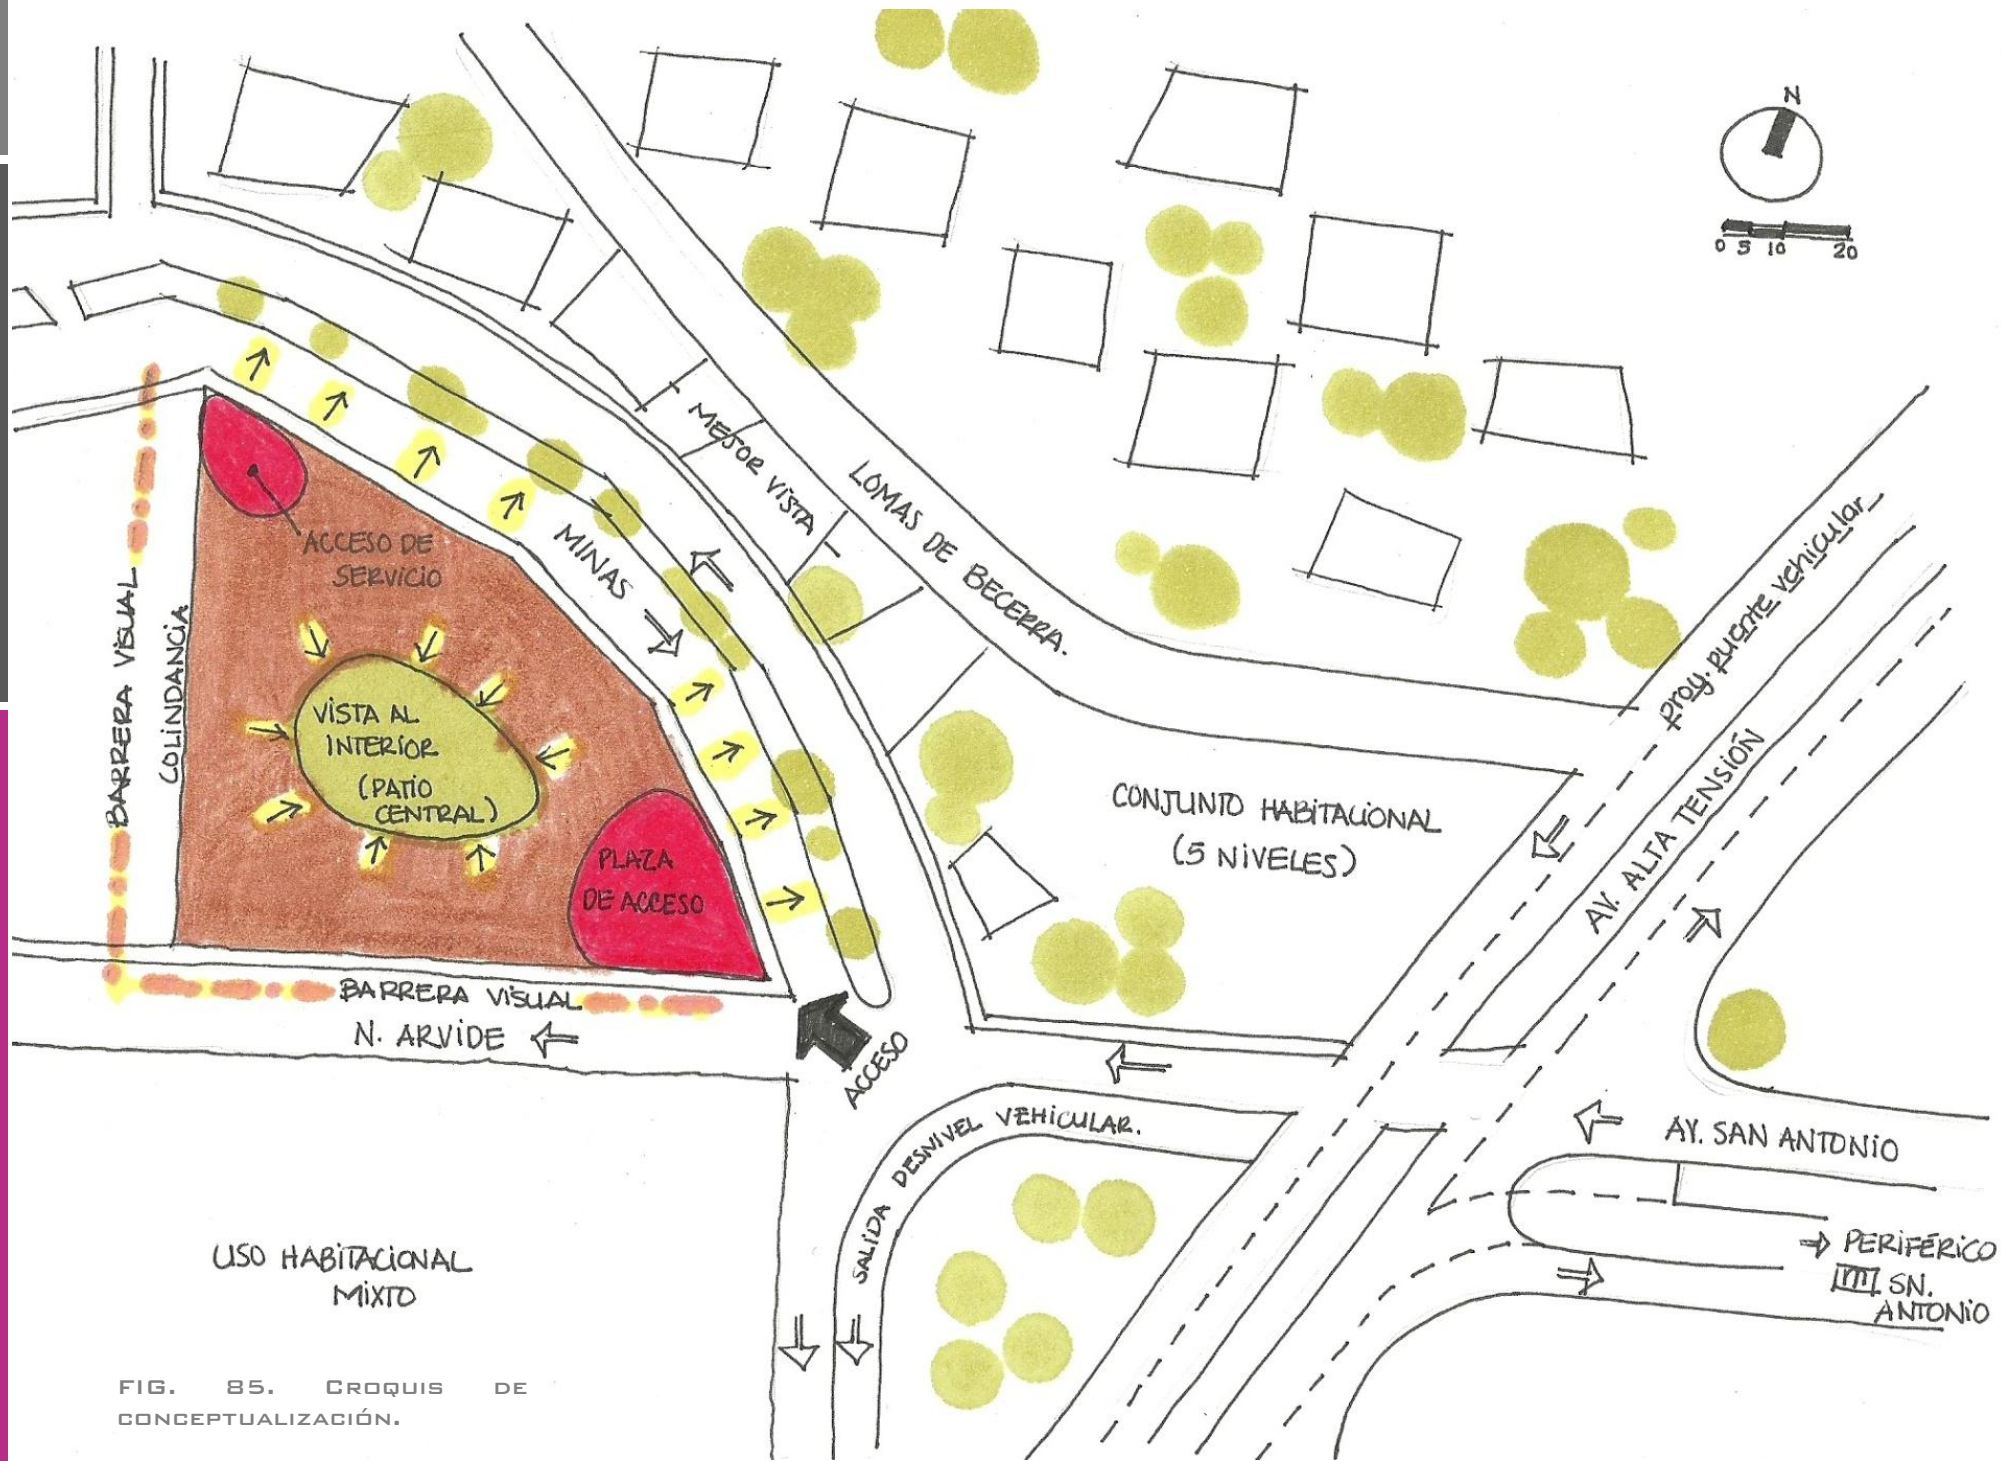 N
0 5 10 20
MEJOR VISTA
LOMAS DE BECERRA.
MINAS
ACCESO DE
SERVICIO
BARRERA VISUAL
COLINDANCIA
VISTA AL
INTERIOR
(PATIO
CENTRAL)
PLAZA
DE ACCESO
Proy. puente vehicular
AV. ALTA TENSIÓN
CONJUNTO HABITACIONAL
(5 NIVELES)
BARRERA VISUAL
N. ARVIDE
ACCESO
SALIDA DESNIVEL VEHICULAR.
AV. SAN ANTONIO
PERIFÉRICO
m SN.
ANTONIO
USO HABITACIONAL
MIXTO
FIG. 85. CROQUIS DE
CONCEPTUALIZACIÓN.